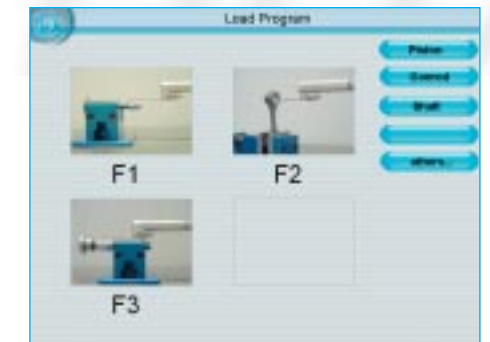 Load Program
Piston
Conrod
Shaft
others...
F1
F2
F3